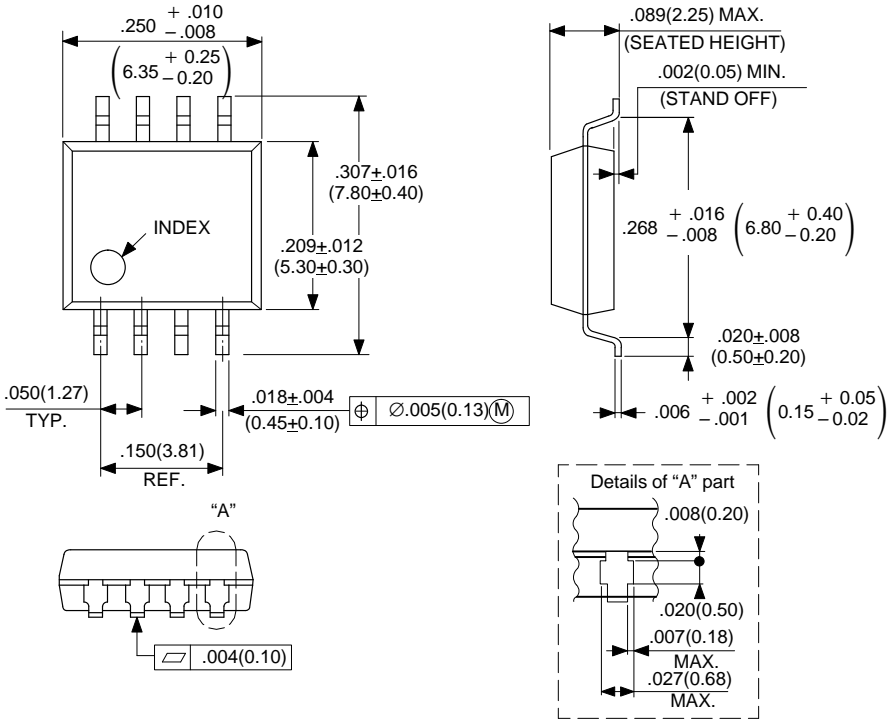 + .010
.250 − .008
+ 0.25
( 6.35 − 0.20 )
.307±.016
(7.80±0.40)
INDEX
.209±.012
(5.30±0.30)
.050(1.27)
TYP.
.018±.004
(0.45±0.10)
⌖ Ø.005(0.13)Ⓜ
.150(3.81)
REF.
"A"
⏥ .004(0.10)
.089(2.25) MAX.
(SEATED HEIGHT)
.002(0.05) MIN.
(STAND OFF)
+ .016 + 0.40
.268 − .008 ( 6.80 − 0.20 )
.020±.008
(0.50±0.20)
+ .002 + 0.05
.006 − .001 ( 0.15 − 0.02 )
Details of "A" part
.008(0.20)
.020(0.50)
.007(0.18)
MAX.
.027(0.68)
MAX.